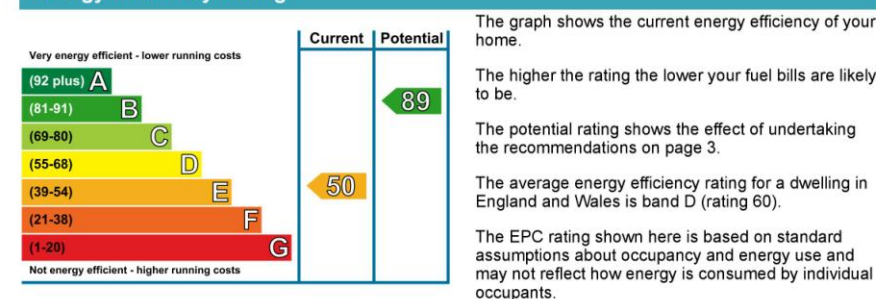 Current Potential
Very energy efficient - lower running costs
(92 plus) A
(81-91) B
(69-80) C
(55-68) D
(39-54) E
(21-38) F
(1-20) G
Not energy efficient - higher running costs
50
89
The graph shows the current energy efficiency of your
home.
The higher the rating the lower your fuel bills are likely
to be.
The potential rating shows the effect of undertaking
the recommendations on page 3.
The average energy efficiency rating for a dwelling in
England and Wales is band D (rating 60).
The EPC rating shown here is based on standard
assumptions about occupancy and energy use and
may not reflect how energy is consumed by individual
occupants.